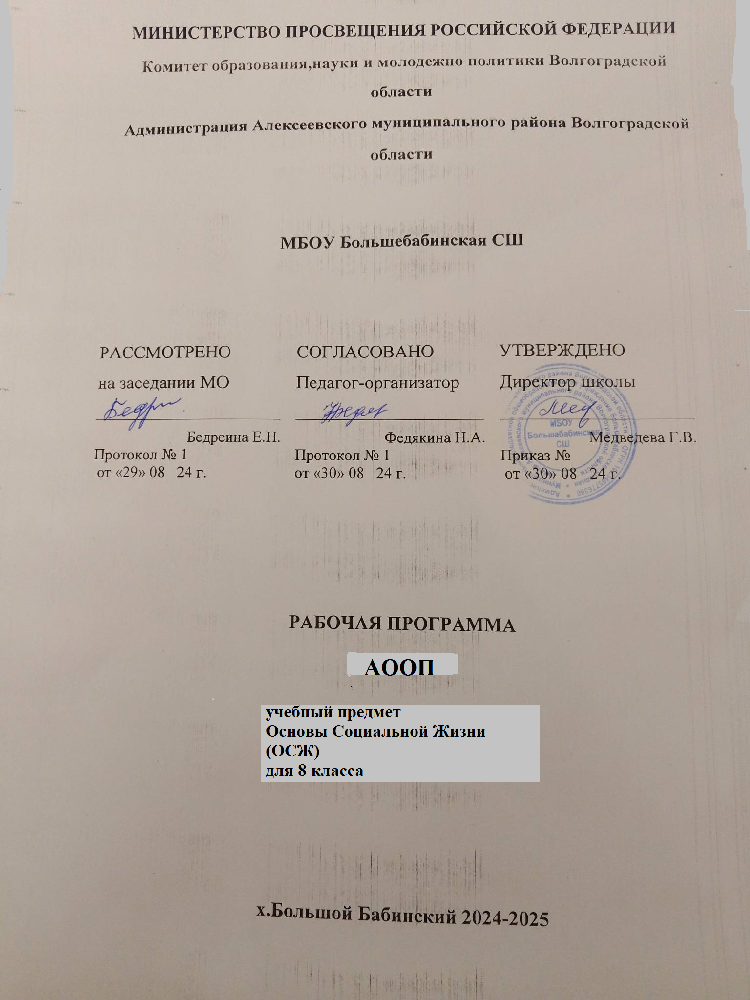 МИНИСТЕРСТВО ПРОСВЕЩЕНИЯ РОССИЙСКОЙ ФЕДЕРАЦИИ
Комитет образования,науки и молодежно политики Волгоградской
области
Администрация Алексеевского муниципального района Волгоградской
области
МБОУ Большебабинская СШ
РАССМОТРЕНО
на заседании МО
Бедреина Е.Н.
Протокол № 1
от «29» 08 24 г.
СОГЛАСОВАНО
Педагог-организатор
Федякина Н.А.
Протокол № 1
от «30» 08 24 г.
УТВЕРЖДЕНО
Директор школы
МБОУ
Большебабинская
СШ
Медведева Г.В.
Приказ №
от «30» 08 24 г.
РАБОЧАЯ ПРОГРАММА
АООП
учебный предмет
Основы Социальной Жизни
(ОСЖ)
для 8 класса
х.Большой Бабинский 2024-2025